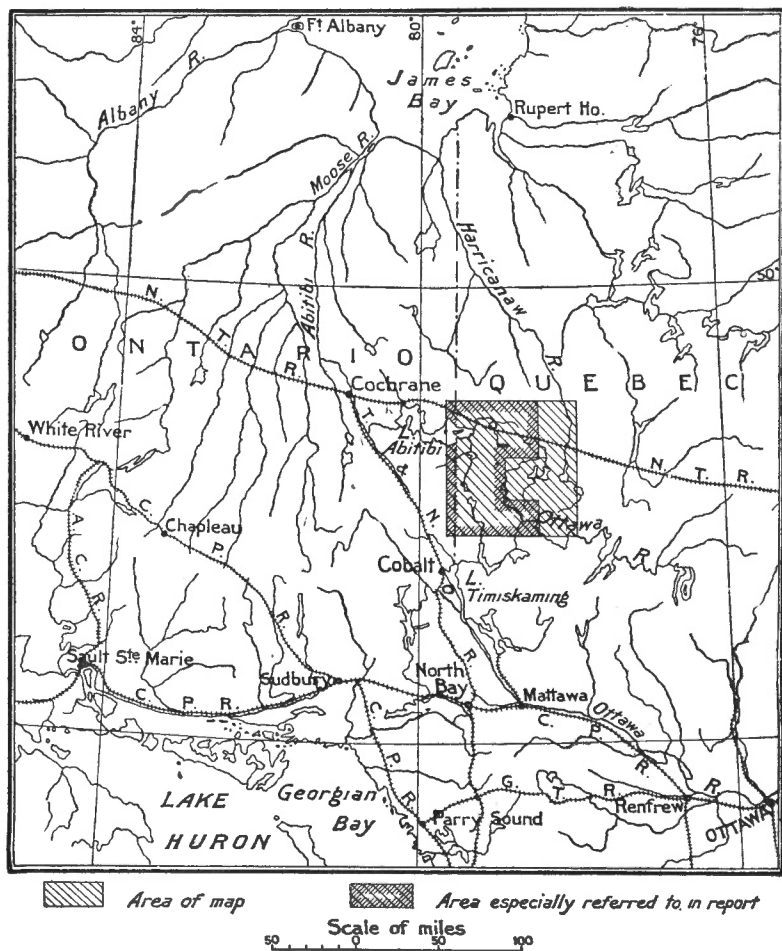 84° 80° 76°
Ft Albany
James
Bay
Albany R.
Rupert Ho.
Moose R.
Harricanaw R.
Abitibi R.
50°
N. T. R.
ONTARIO QUEBEC
Cochrane
White River
L. Abitibi
N. T. R.
T. & N. O. R.
A. C. R.
C. P. R.
Chapleau
Ottawa R.
Cobalt
L. Timiskaming
Sault Ste Marie
Sudbury
North
Bay
Mattawa
C. P. R.
C. P. R.
Ottawa R.
C. P. R.
LAKE
HURON
Georgian
Bay
G. T. R.
Parry Sound
Renfrew
OTTAWA
Area of map
Area especially referred to in report
Scale of miles
50 0 50 100